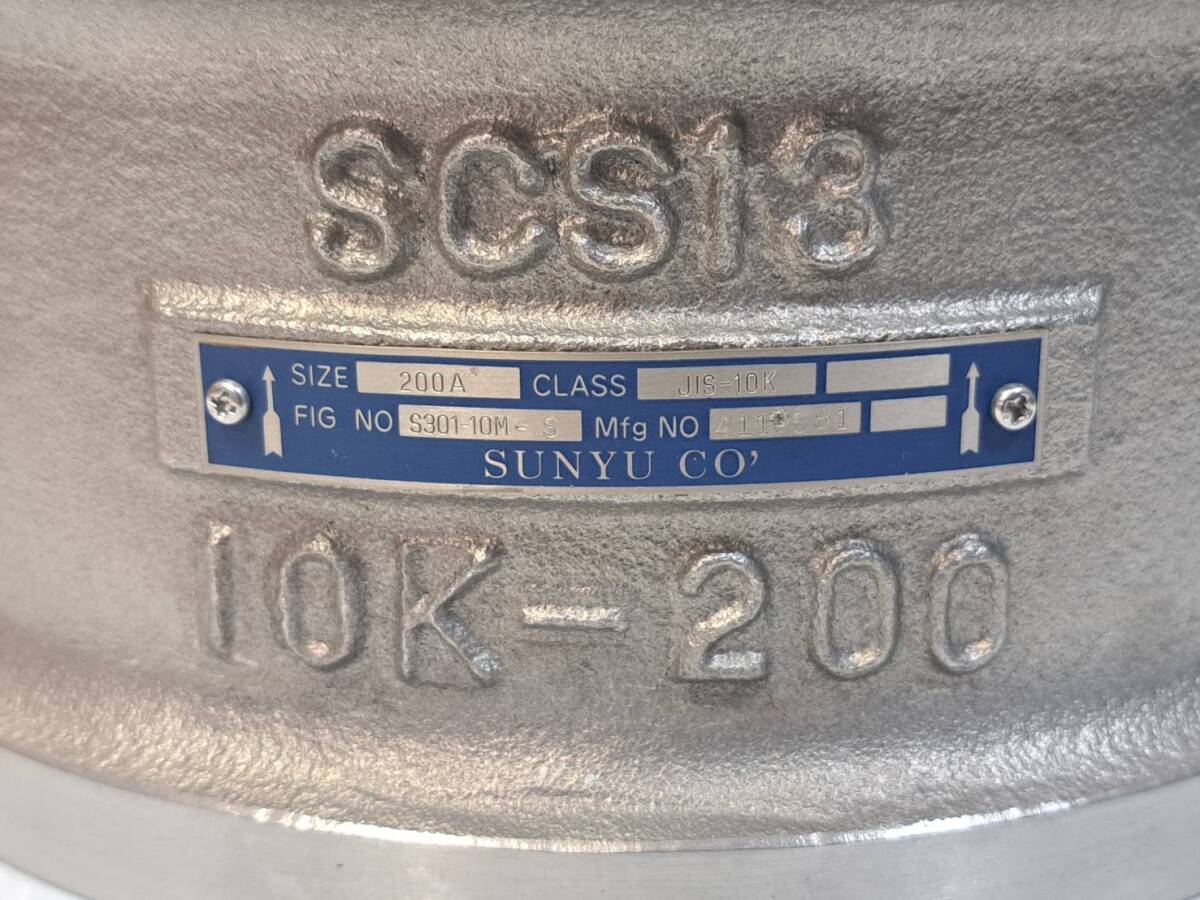 SCS13
SIZE 200A CLASS JIS-10K
FIG NO S301-10M-S Mfg NO
SUNYU CO'
10K-200